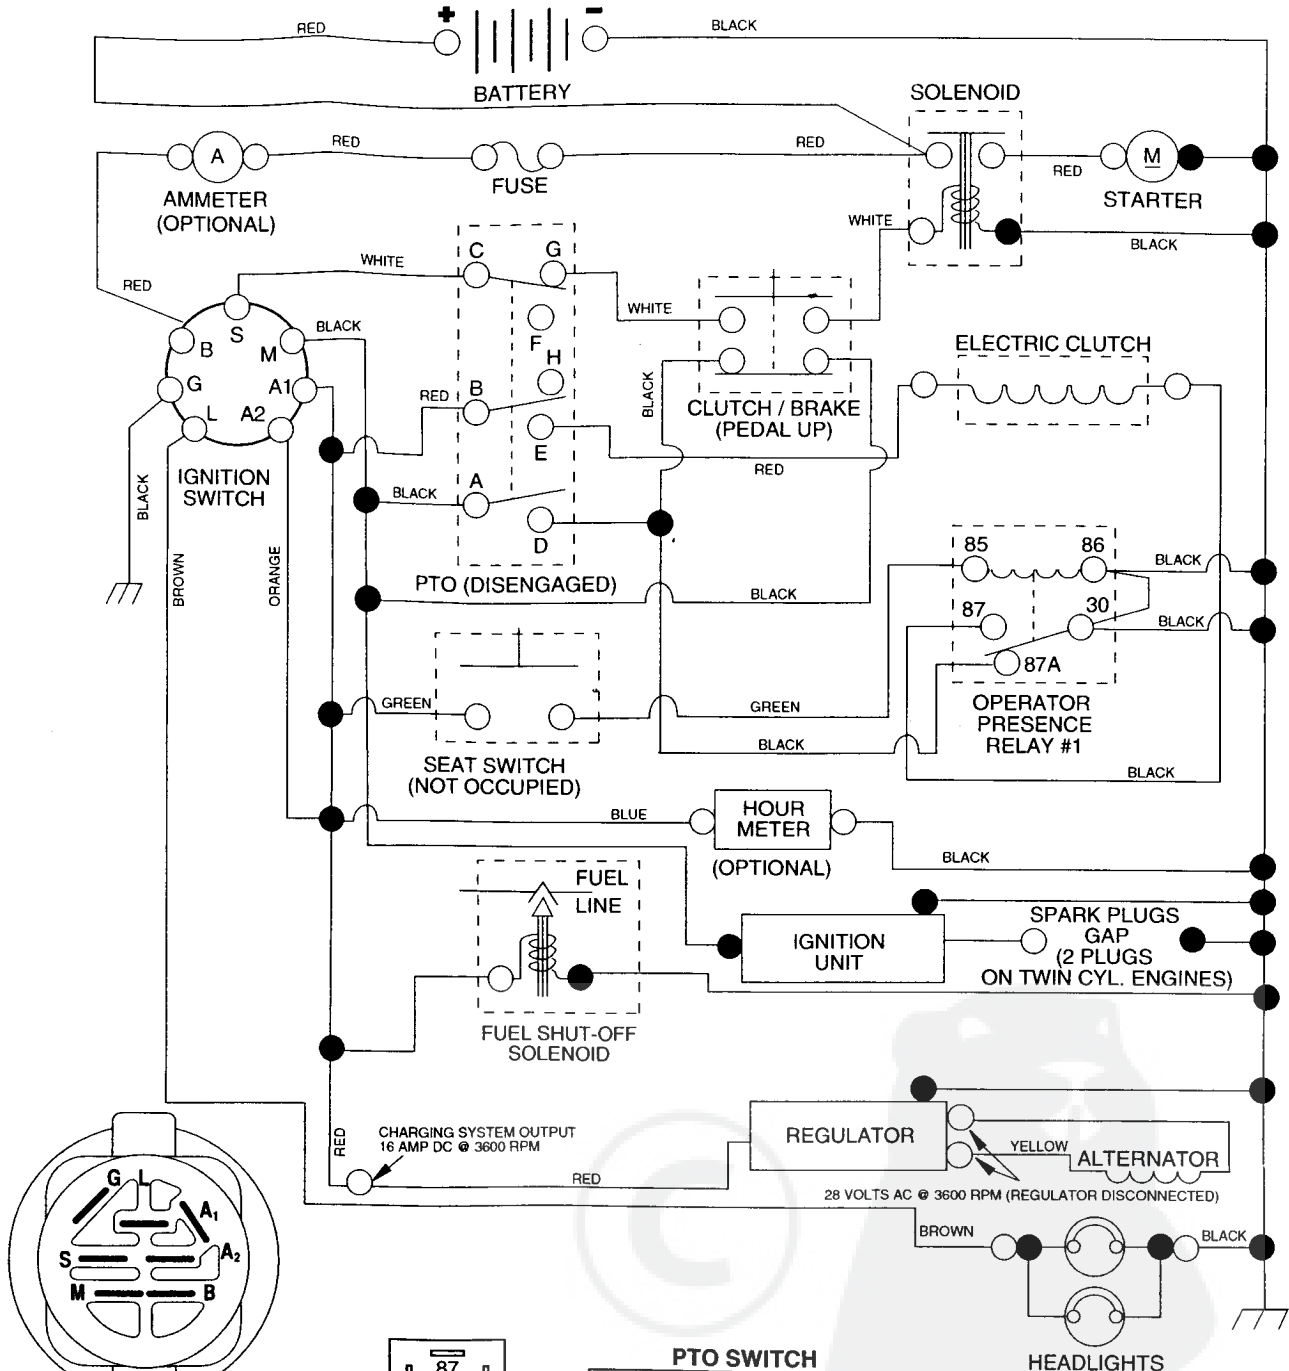 +
-
RED
BLACK
BATTERY
SOLENOID
A
RED
RED
M
RED
AMMETER
(OPTIONAL)
FUSE
STARTER
WHITE
BLACK
C
G
WHITE
RED
WHITE
S
B
M
BLACK
F
H
ELECTRIC CLUTCH
G
A1
L
A2
RED
B
BLACK
CLUTCH / BRAKE
(PEDAL UP)
E
RED
IGNITION
SWITCH
BLACK
BLACK
A
D
BROWN
ORANGE
PTO (DISENGAGED)
85
86
BLACK
BLACK
87
30
BLACK
87A
GREEN
GREEN
OPERATOR
PRESENCE
RELAY #1
BLACK
BLACK
SEAT SWITCH
(NOT OCCUPIED)
BLUE
HOUR
METER
(OPTIONAL)
BLACK
FUEL
LINE
IGNITION
UNIT
SPARK PLUGS
GAP
(2 PLUGS
ON TWIN CYL. ENGINES)
FUEL SHUT-OFF
SOLENOID
RED
CHARGING SYSTEM OUTPUT
16 AMP DC @ 3600 RPM
REGULATOR
YELLOW
ALTERNATOR
RED
28 VOLTS AC @ 3600 RPM (REGULATOR DISCONNECTED)
G
L
A1
S
A2
M
B
BROWN
BLACK
HEADLIGHTS
87
PTO SWITCH
©